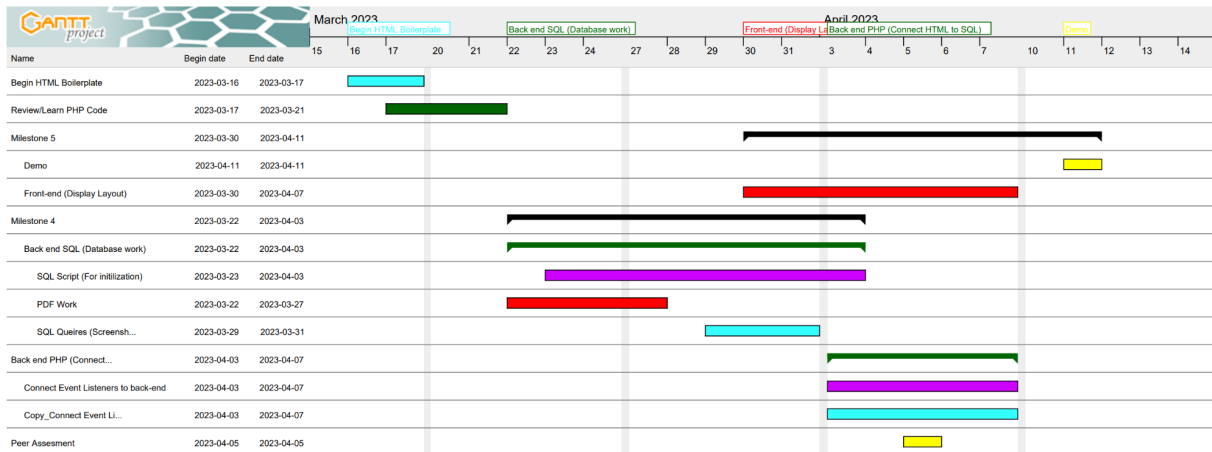 GANTT
project
March 2023
April 2023
Begin HTML Boilerplate
Back end SQL (Database work)
Front-end (Display La
Back end PHP (Connect HTML to SQL)
Demo
15 16 17 20 21 22 23 24 27 28 29 30 31 3 4 5 6 7 10 11 12 13 14
Name Begin date End date
Begin HTML Boilerplate 2023-03-16 2023-03-17
Review/Learn PHP Code 2023-03-17 2023-03-21
Milestone 5 2023-03-30 2023-04-11
Demo 2023-04-11 2023-04-11
Front-end (Display Layout) 2023-03-30 2023-04-07
Milestone 4 2023-03-22 2023-04-03
Back end SQL (Database work) 2023-03-22 2023-04-03
SQL Script (For initilization) 2023-03-23 2023-04-03
PDF Work 2023-03-22 2023-03-27
SQL Queires (Screensh... 2023-03-29 2023-03-31
Back end PHP (Connect... 2023-04-03 2023-04-07
Connect Event Listeners to back-end 2023-04-03 2023-04-07
Copy_Connect Event Li... 2023-04-03 2023-04-07
Peer Assesment 2023-04-05 2023-04-05